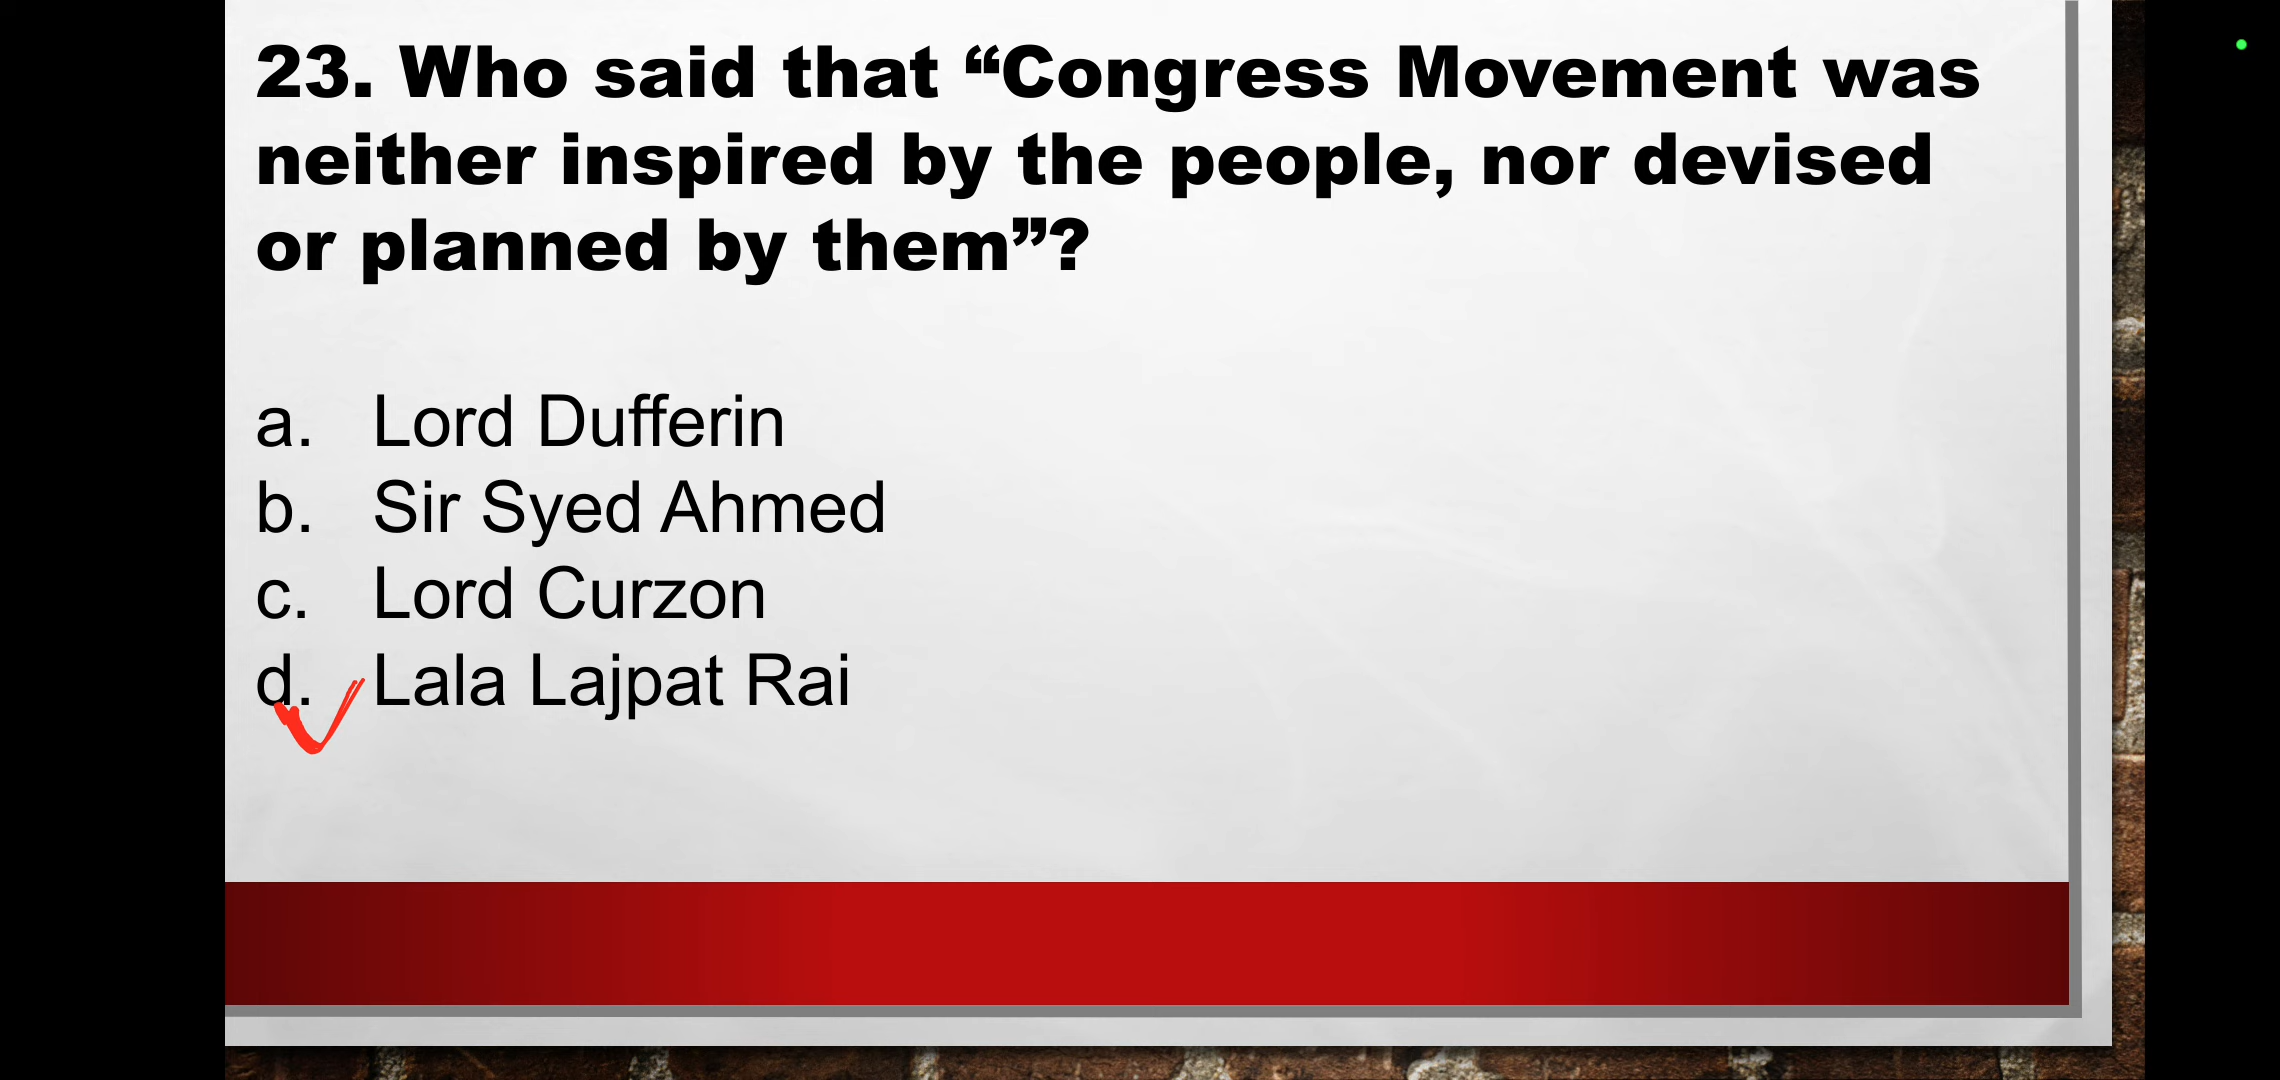 23. Who said that “Congress Movement was
neither inspired by the people, nor devised
or planned by them”?
a. Lord Dufferin
b. Sir Syed Ahmed
c. Lord Curzon
d. Lala Lajpat Rai